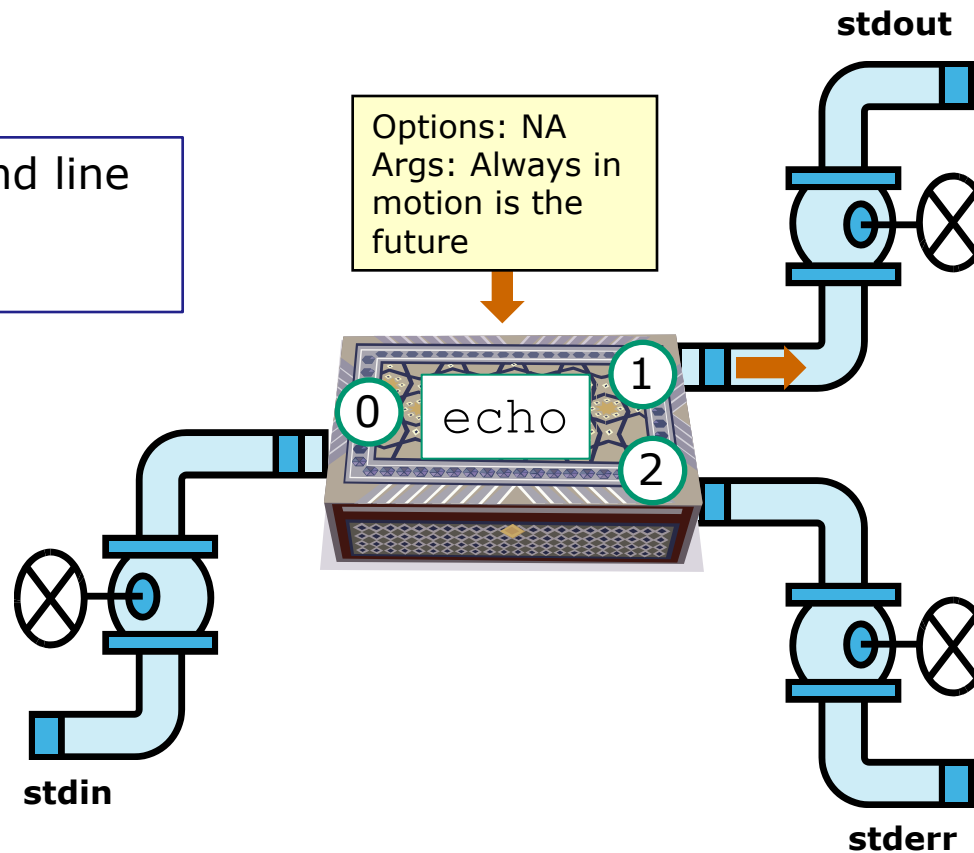 stdout
nd line
Options: NA
Args: Always in
motion is the
future
1
0
echo
2
stdin
stderr